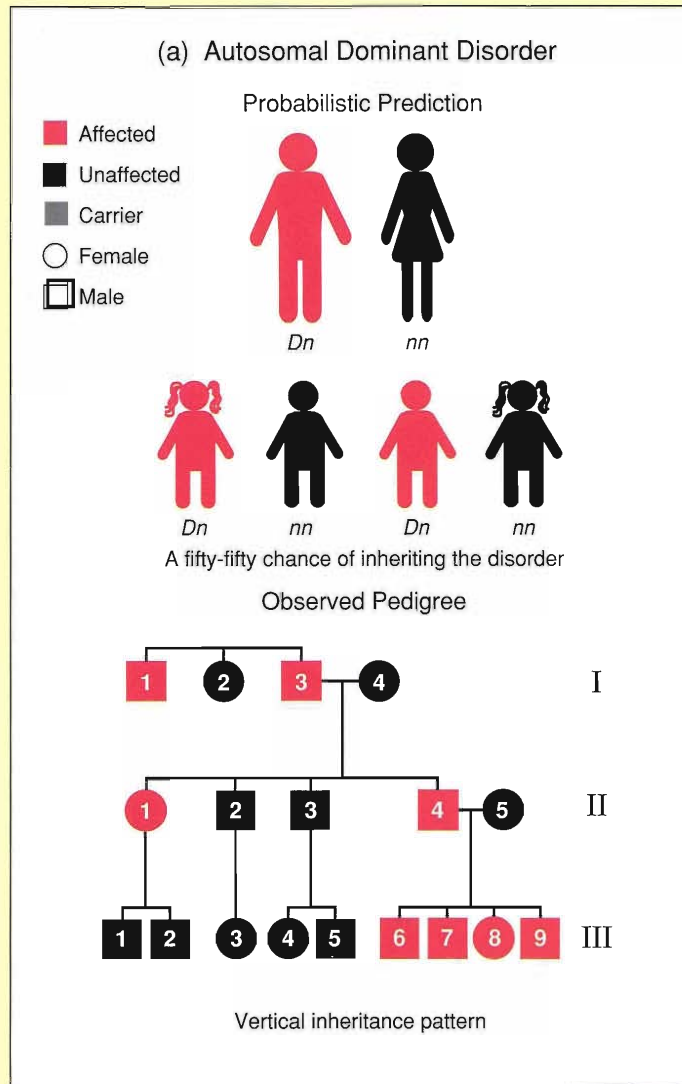 (a) Autosomal Dominant Disorder
Probabilistic Prediction
Affected
Unaffected
Carrier
Female
Male
Dn nn
Dn nn Dn nn
A fifty-fifty chance of inheriting the disorder
Observed Pedigree
1 2 3 4 I
1 2 3 4 5 II
1 2 3 4 5 6 7 8 9 III
Vertical inheritance pattern